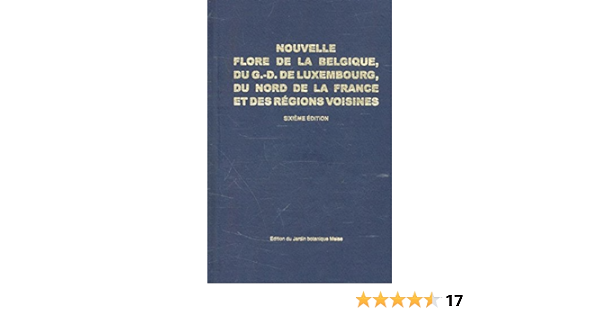 NOUVELLE
FLORE DE LA BELGIQUE,
DU G.-D. DE LUXEMBOURG,
DU NORD DE LA FRANCE
ET DES RÉGIONS VOISINES
SIXIÈME ÉDITION
Édition du Jardin botanique Meise
17